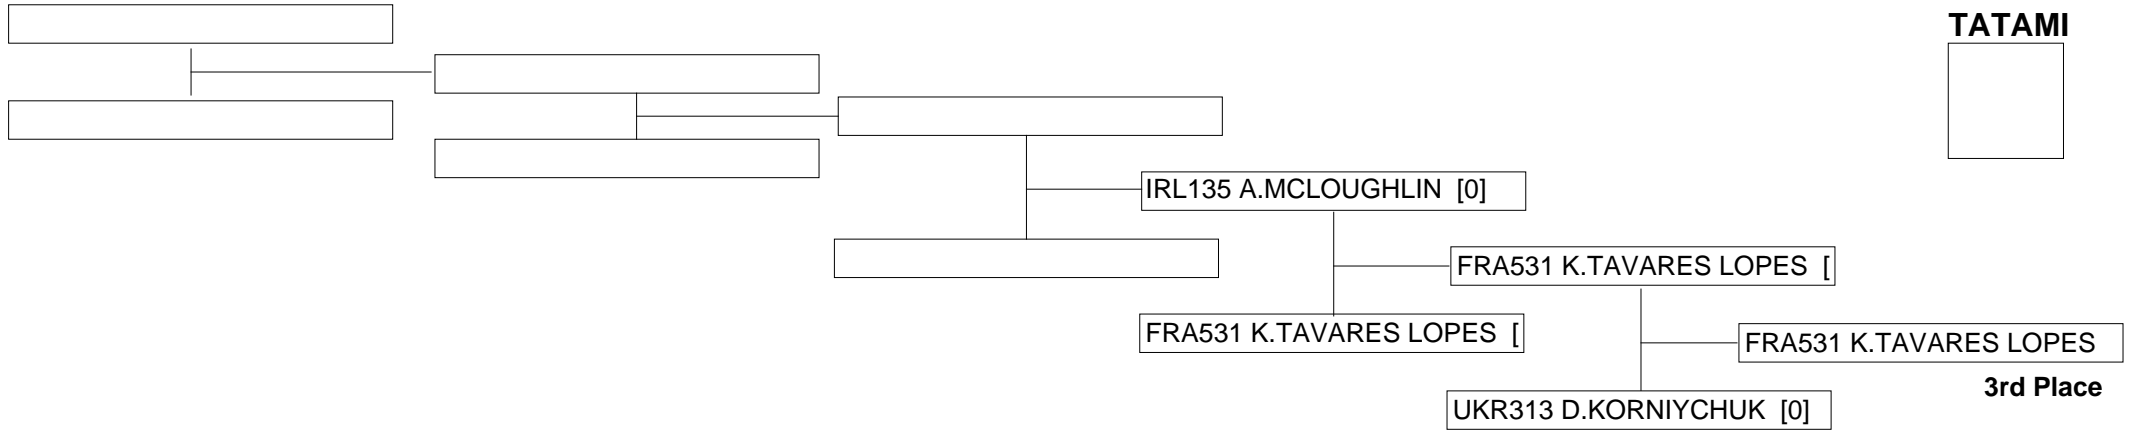 TATAMI
IRL135 A.MCLOUGHLIN [0]
FRA531 K.TAVARES LOPES [
FRA531 K.TAVARES LOPES [
FRA531 K.TAVARES LOPES
3rd Place
UKR313 D.KORNIYCHUK [0]